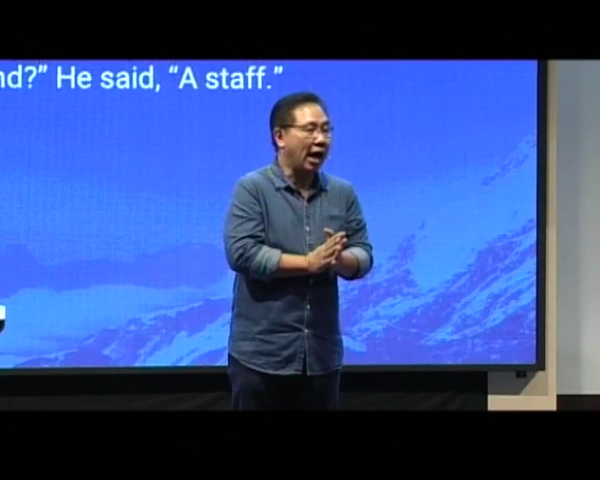 nd?” He said, “A staff.”